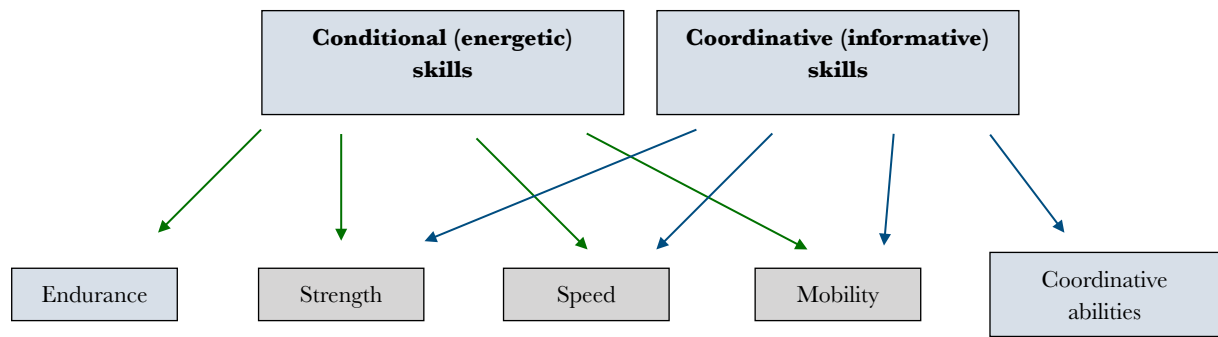 Conditional (energetic)
skills
Coordinative (informative)
skills
Endurance
Strength
Speed
Mobility
Coordinative
abilities